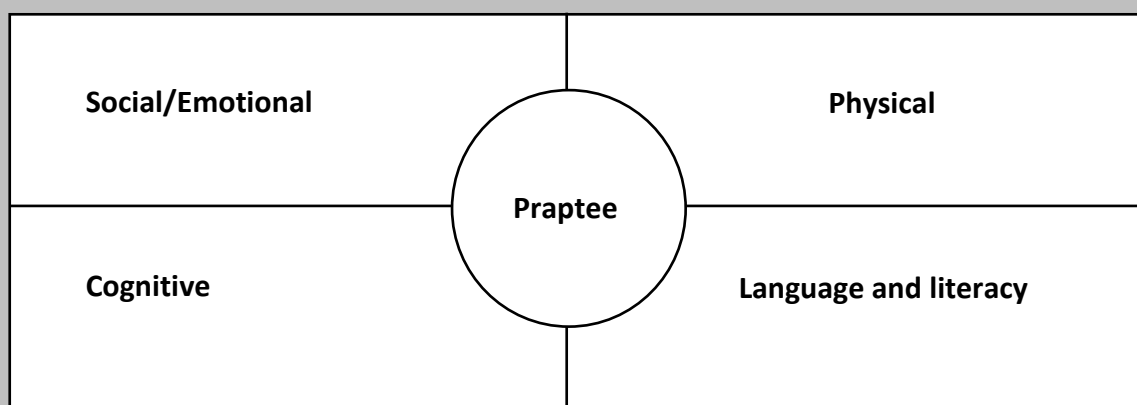 Social/Emotional
Physical
Praptee
Cognitive
Language and literacy